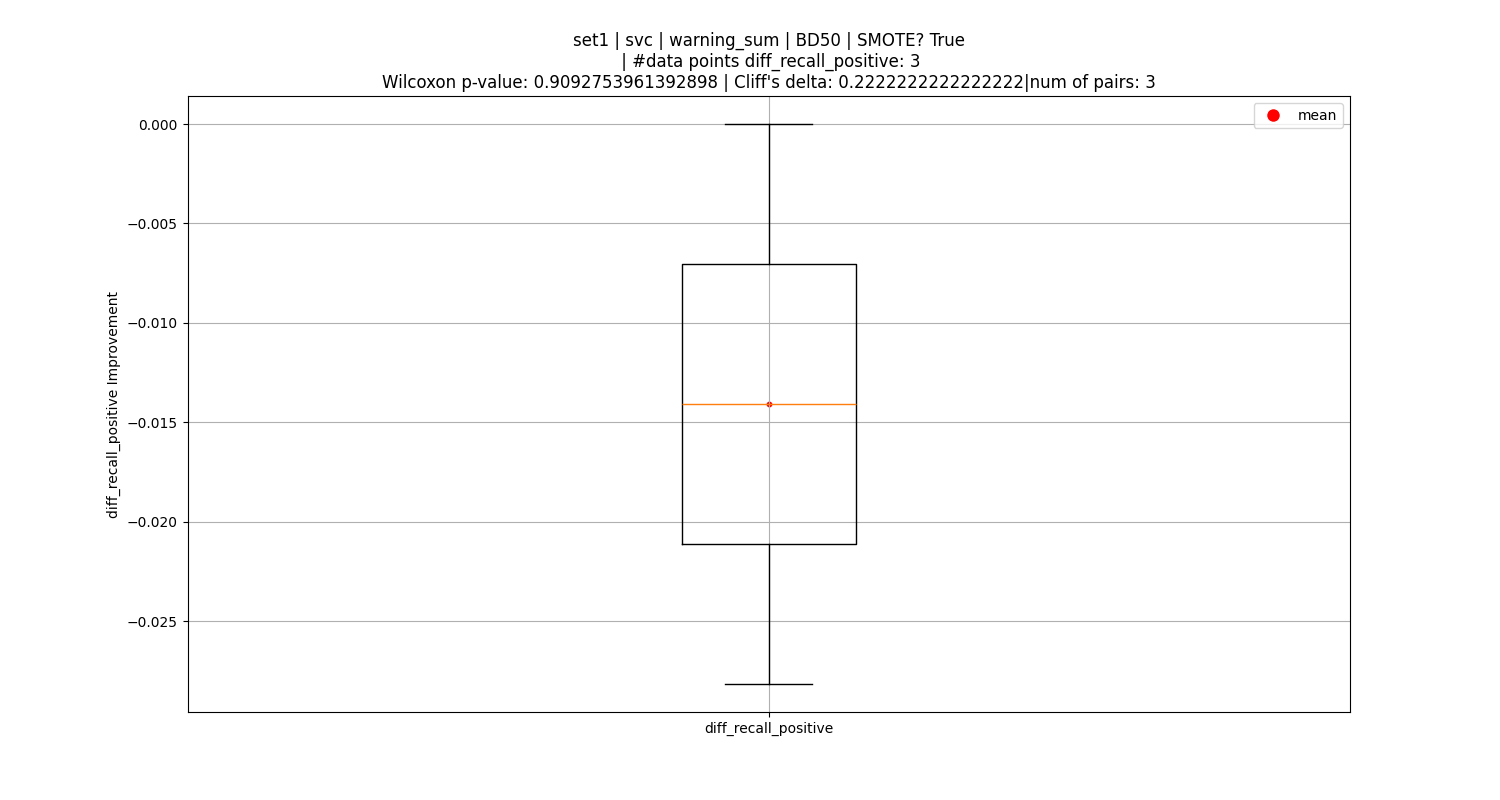 set1 | svc | warning_sum | BD50 | SMOTE? True
| #data points diff_recall_positive: 3
Wilcoxon p-value: 0.9092753961392898 | Cliff's delta: 0.2222222222222222|num of pairs: 3
mean
0.000
−0.005
−0.010
−0.015
−0.020
−0.025
diff_recall_positive Improvement
diff_recall_positive